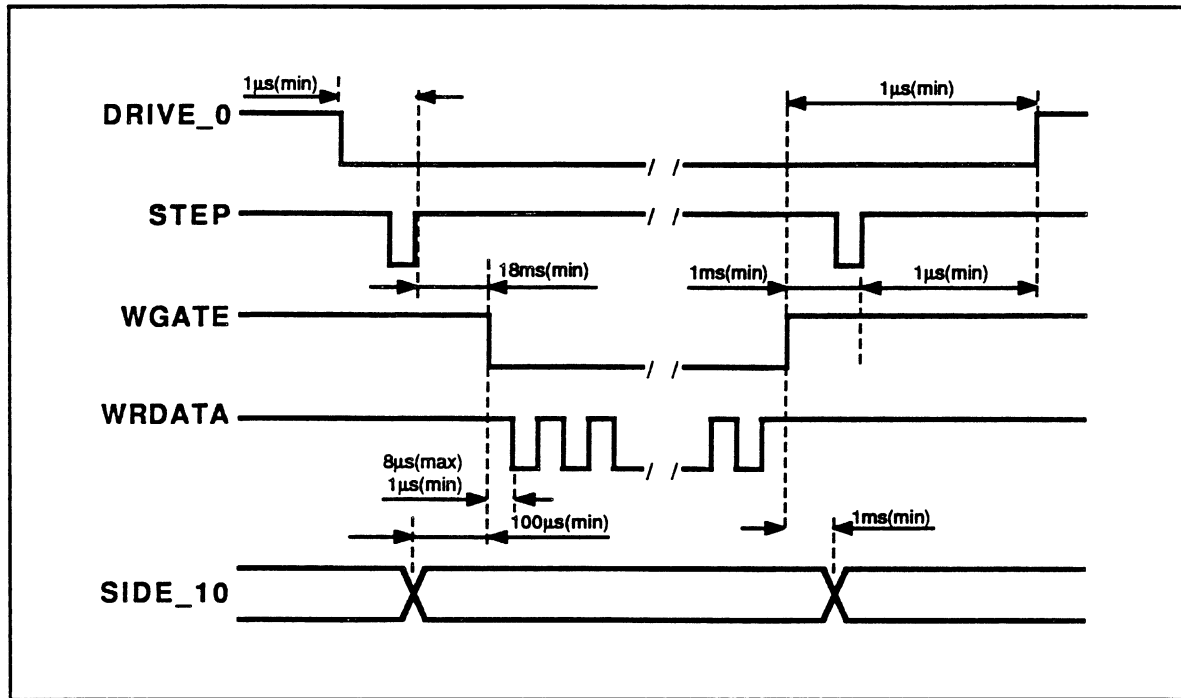 1µs(min)
1µs(min)
DRIVE_0
/ /
STEP
/ /
18ms(min)
1ms(min)
1µs(min)
WGATE
/ /
WRDATA
8µs(max)
/ /
1µs(min)
100µs(min)
1ms(min)
SIDE_10